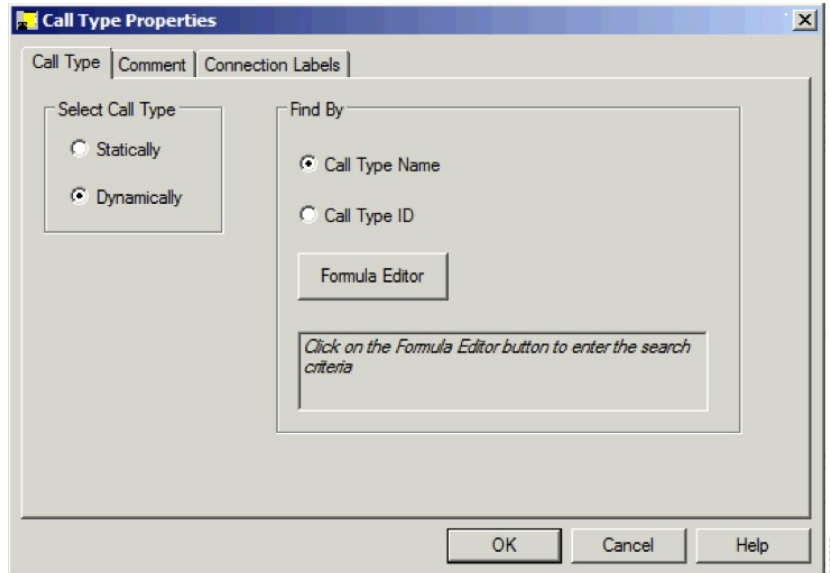 Call Type Properties
Call Type
Comment
Connection Labels
Select Call Type
Statically
Dynamically
Find By
Call Type Name
Call Type ID
Formula Editor
Click on the Formula Editor button to enter the search
criteria
OK
Cancel
Help